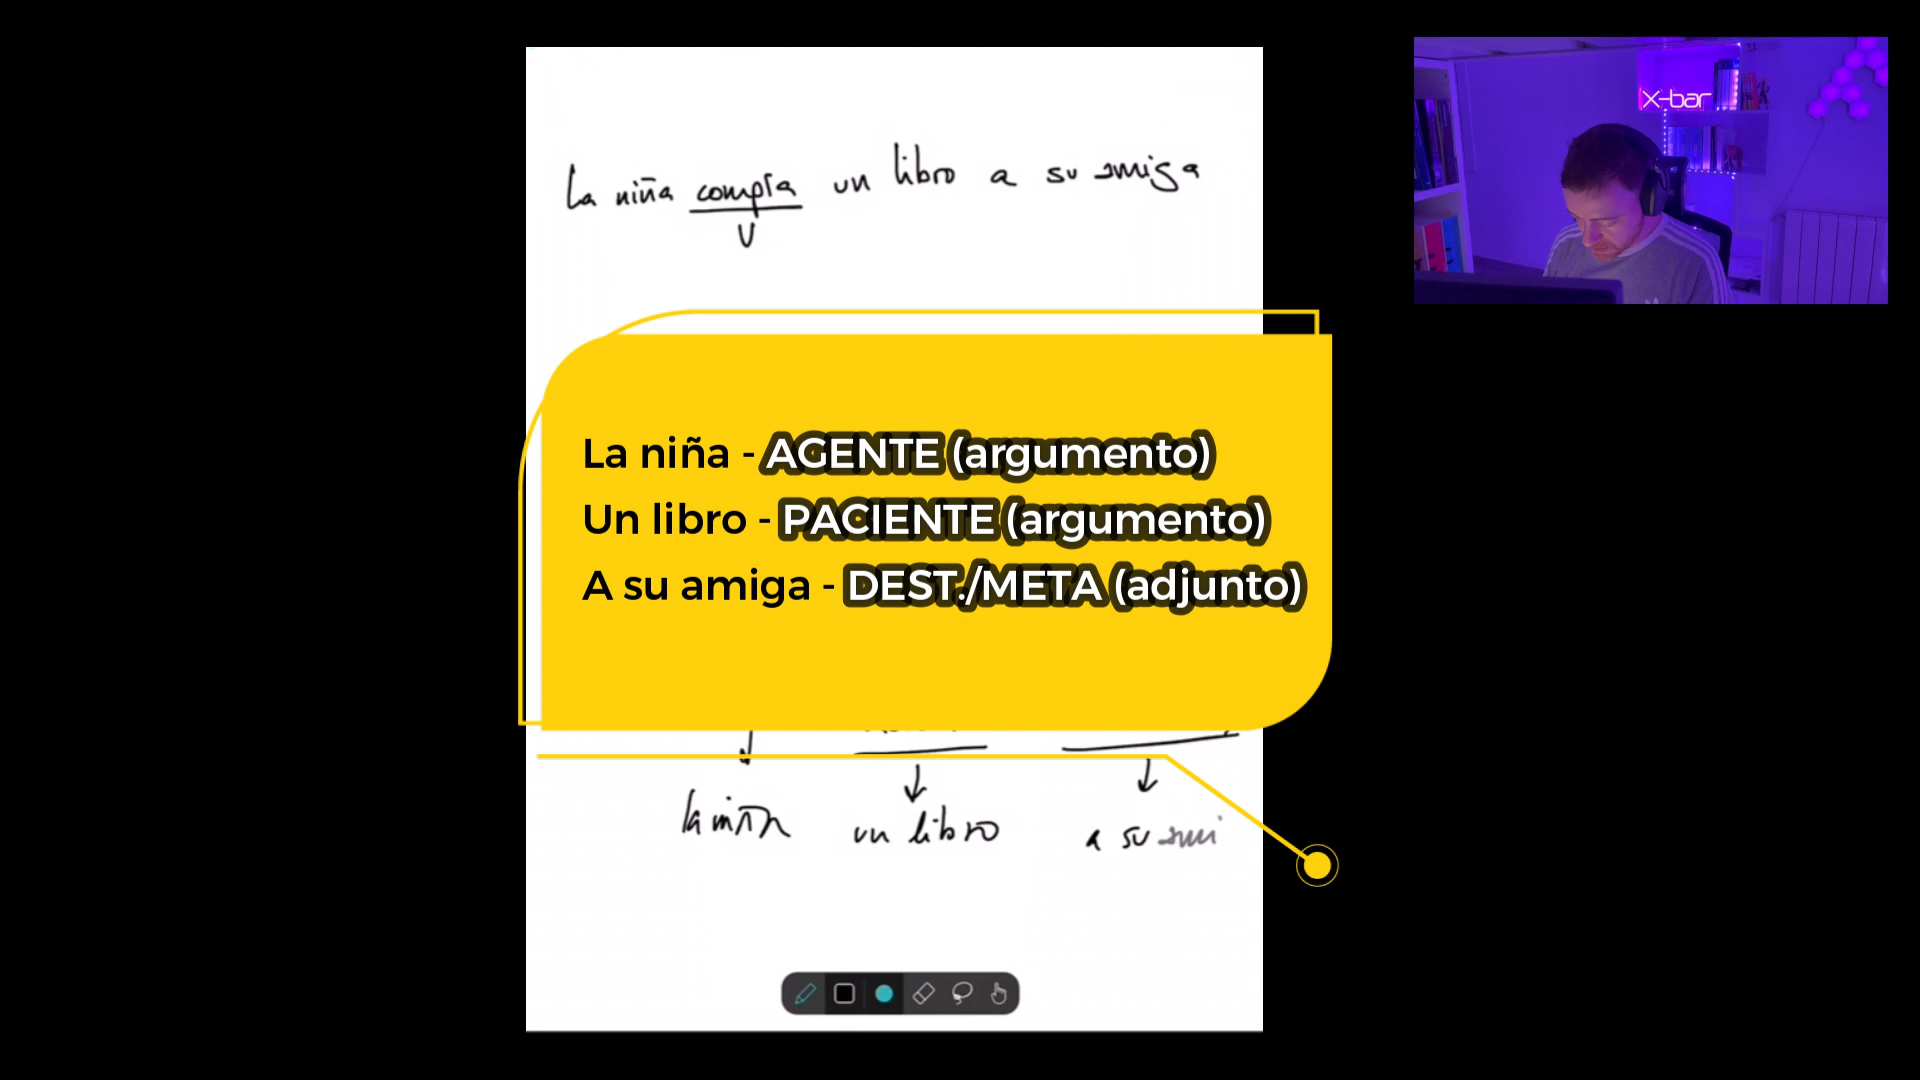 x-bar
La niña compra un libro a su amiga
V
La niña - AGENTE (argumento)
Un libro - PACIENTE (argumento)
A su amiga - DEST./META (adjunto)
la niña un libro a su ami